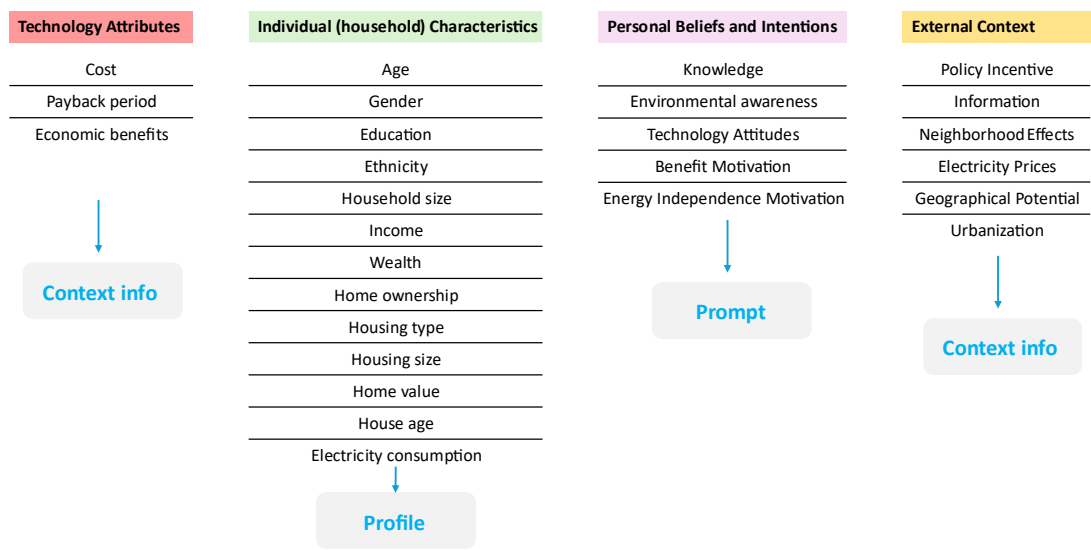 Technology Attributes
Cost
Payback period
Economic benefits
Context info
Individual (household) Characteristics
Age
Gender
Education
Ethnicity
Household size
Income
Wealth
Home ownership
Housing type
Housing size
Home value
House age
Electricity consumption
Profile
Personal Beliefs and Intentions
Knowledge
Environmental awareness
Technology Attitudes
Benefit Motivation
Energy Independence Motivation
Prompt
External Context
Policy Incentive
Information
Neighborhood Effects
Electricity Prices
Geographical Potential
Urbanization
Context info